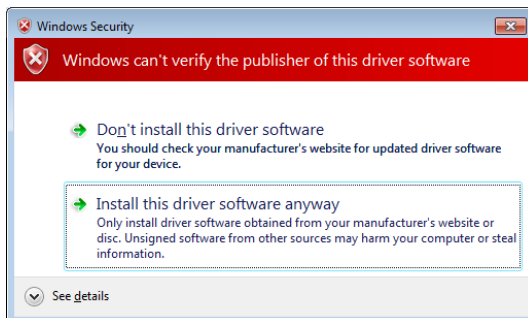 Windows Security
Windows can't verify the publisher of this driver software
Don't install this driver software
You should check your manufacturer's website for updated driver software
for your device.
Install this driver software anyway
Only install driver software obtained from your manufacturer's website or
disc. Unsigned software from other sources may harm your computer or steal
information.
See details